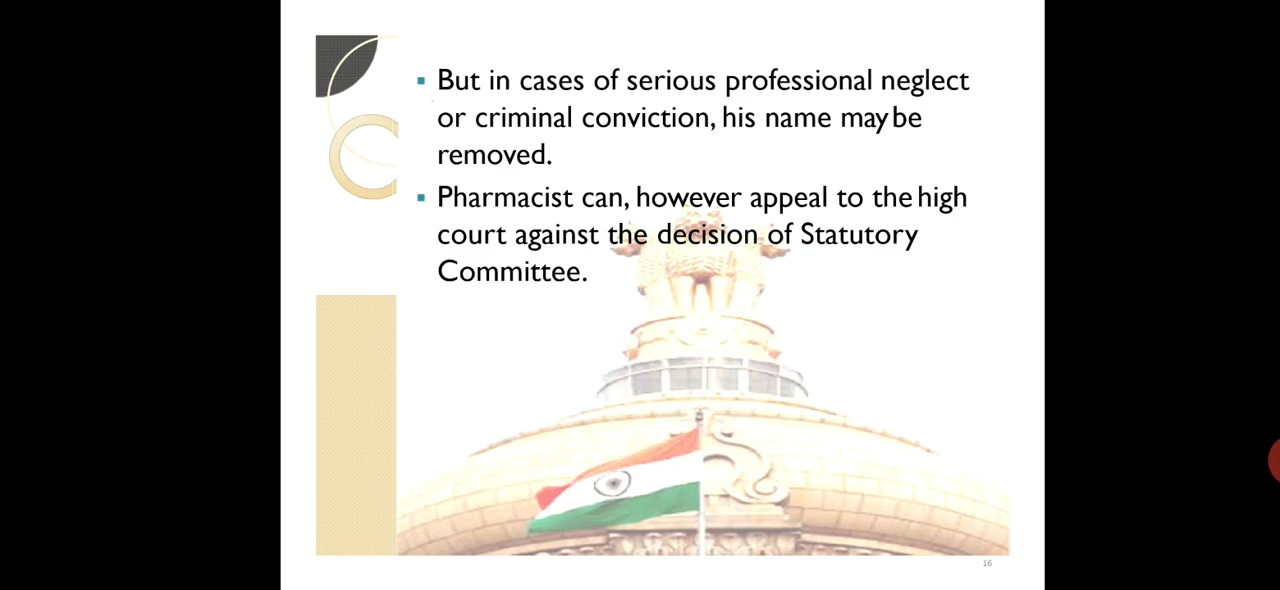 But in cases of serious professional neglect
or criminal conviction, his name may be
removed.
Pharmacist can, however appeal to the high
court against the decision of Statutory
Committee.
16